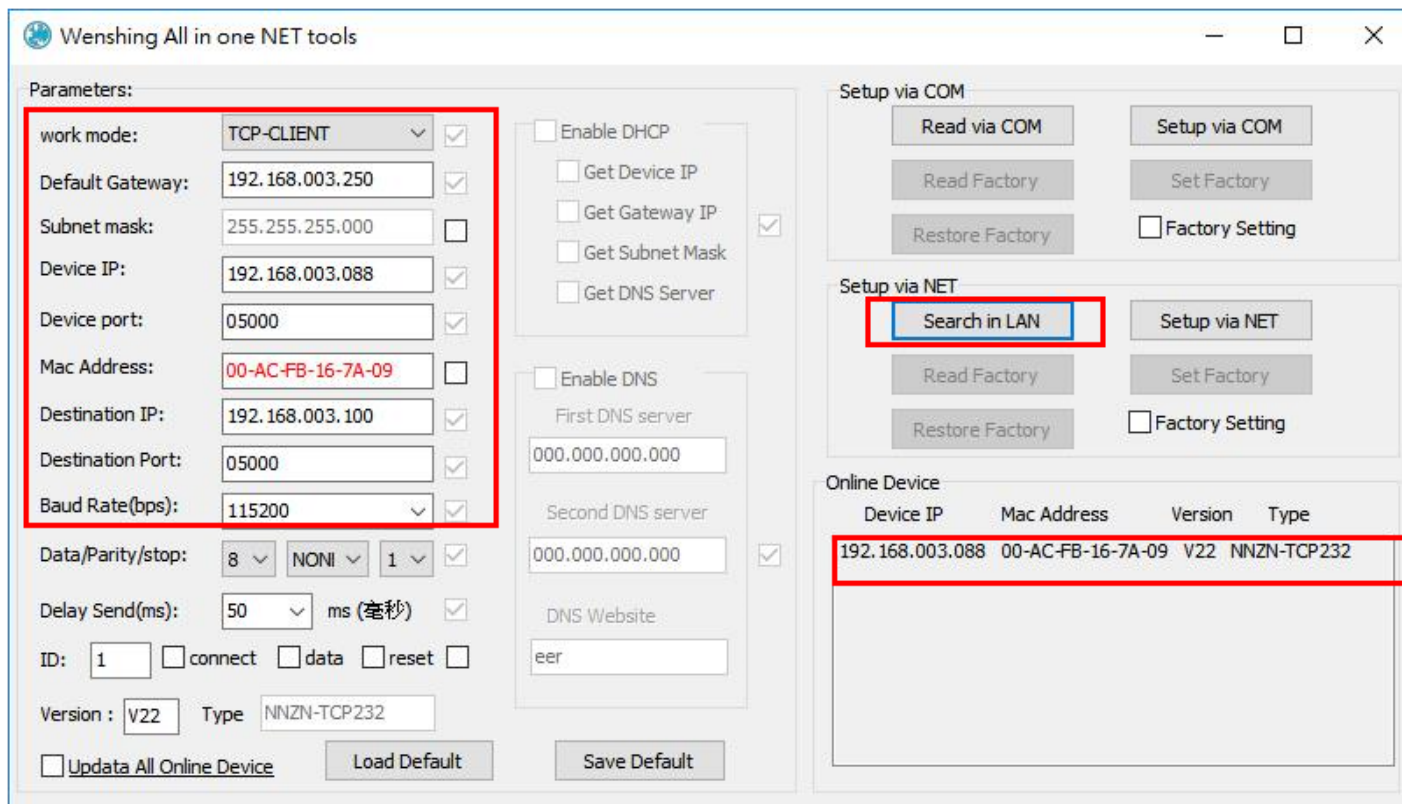 Wenshing All in one NET tools
Parameters:
work mode: TCP-CLIENT
Default Gateway: 192.168.003.250
Subnet mask: 255.255.255.000
Device IP: 192.168.003.088
Device port: 05000
Mac Address: 00-AC-FB-16-7A-09
Destination IP: 192.168.003.100
Destination Port: 05000
Baud Rate(bps): 115200
Data/Parity/stop: 8 NONI 1
Delay Send(ms): 50 ms (毫秒)
ID: 1 connect data reset
Version : V22 Type NNZN-TCP232
Updata All Online Device Load Default Save Default
Enable DHCP
Get Device IP
Get Gateway IP
Get Subnet Mask
Get DNS Server
Enable DNS
First DNS server
000.000.000.000
Second DNS server
000.000.000.000
DNS Website
eer
Setup via COM
Read via COM Setup via COM
Read Factory Set Factory
Restore Factory Factory Setting
Setup via NET
Search in LAN Setup via NET
Read Factory Set Factory
Restore Factory Factory Setting
Online Device
Device IP Mac Address Version Type
192.168.003.088 00-AC-FB-16-7A-09 V22 NNZN-TCP232